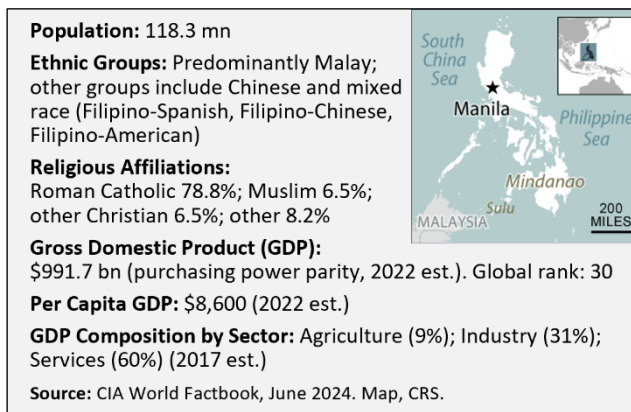 Population: 118.3 mn
Ethnic Groups: Predominantly Malay;
other groups include Chinese and mixed
race (Filipino-Spanish, Filipino-Chinese,
Filipino-American)
Religious Affiliations:
Roman Catholic 78.8%; Muslim 6.5%;
other Christian 6.5%; other 8.2%
Gross Domestic Product (GDP):
$991.7 bn (purchasing power parity, 2022 est.). Global rank: 30
Per Capita GDP: $8,600 (2022 est.)
GDP Composition by Sector: Agriculture (9%); Industry (31%);
Services (60%) (2017 est.)
Source: CIA World Factbook, June 2024. Map, CRS.
South
China
Sea
Manila
Philippine
Sea
Mindanao
Sulu
MALAYSIA
200
MILES